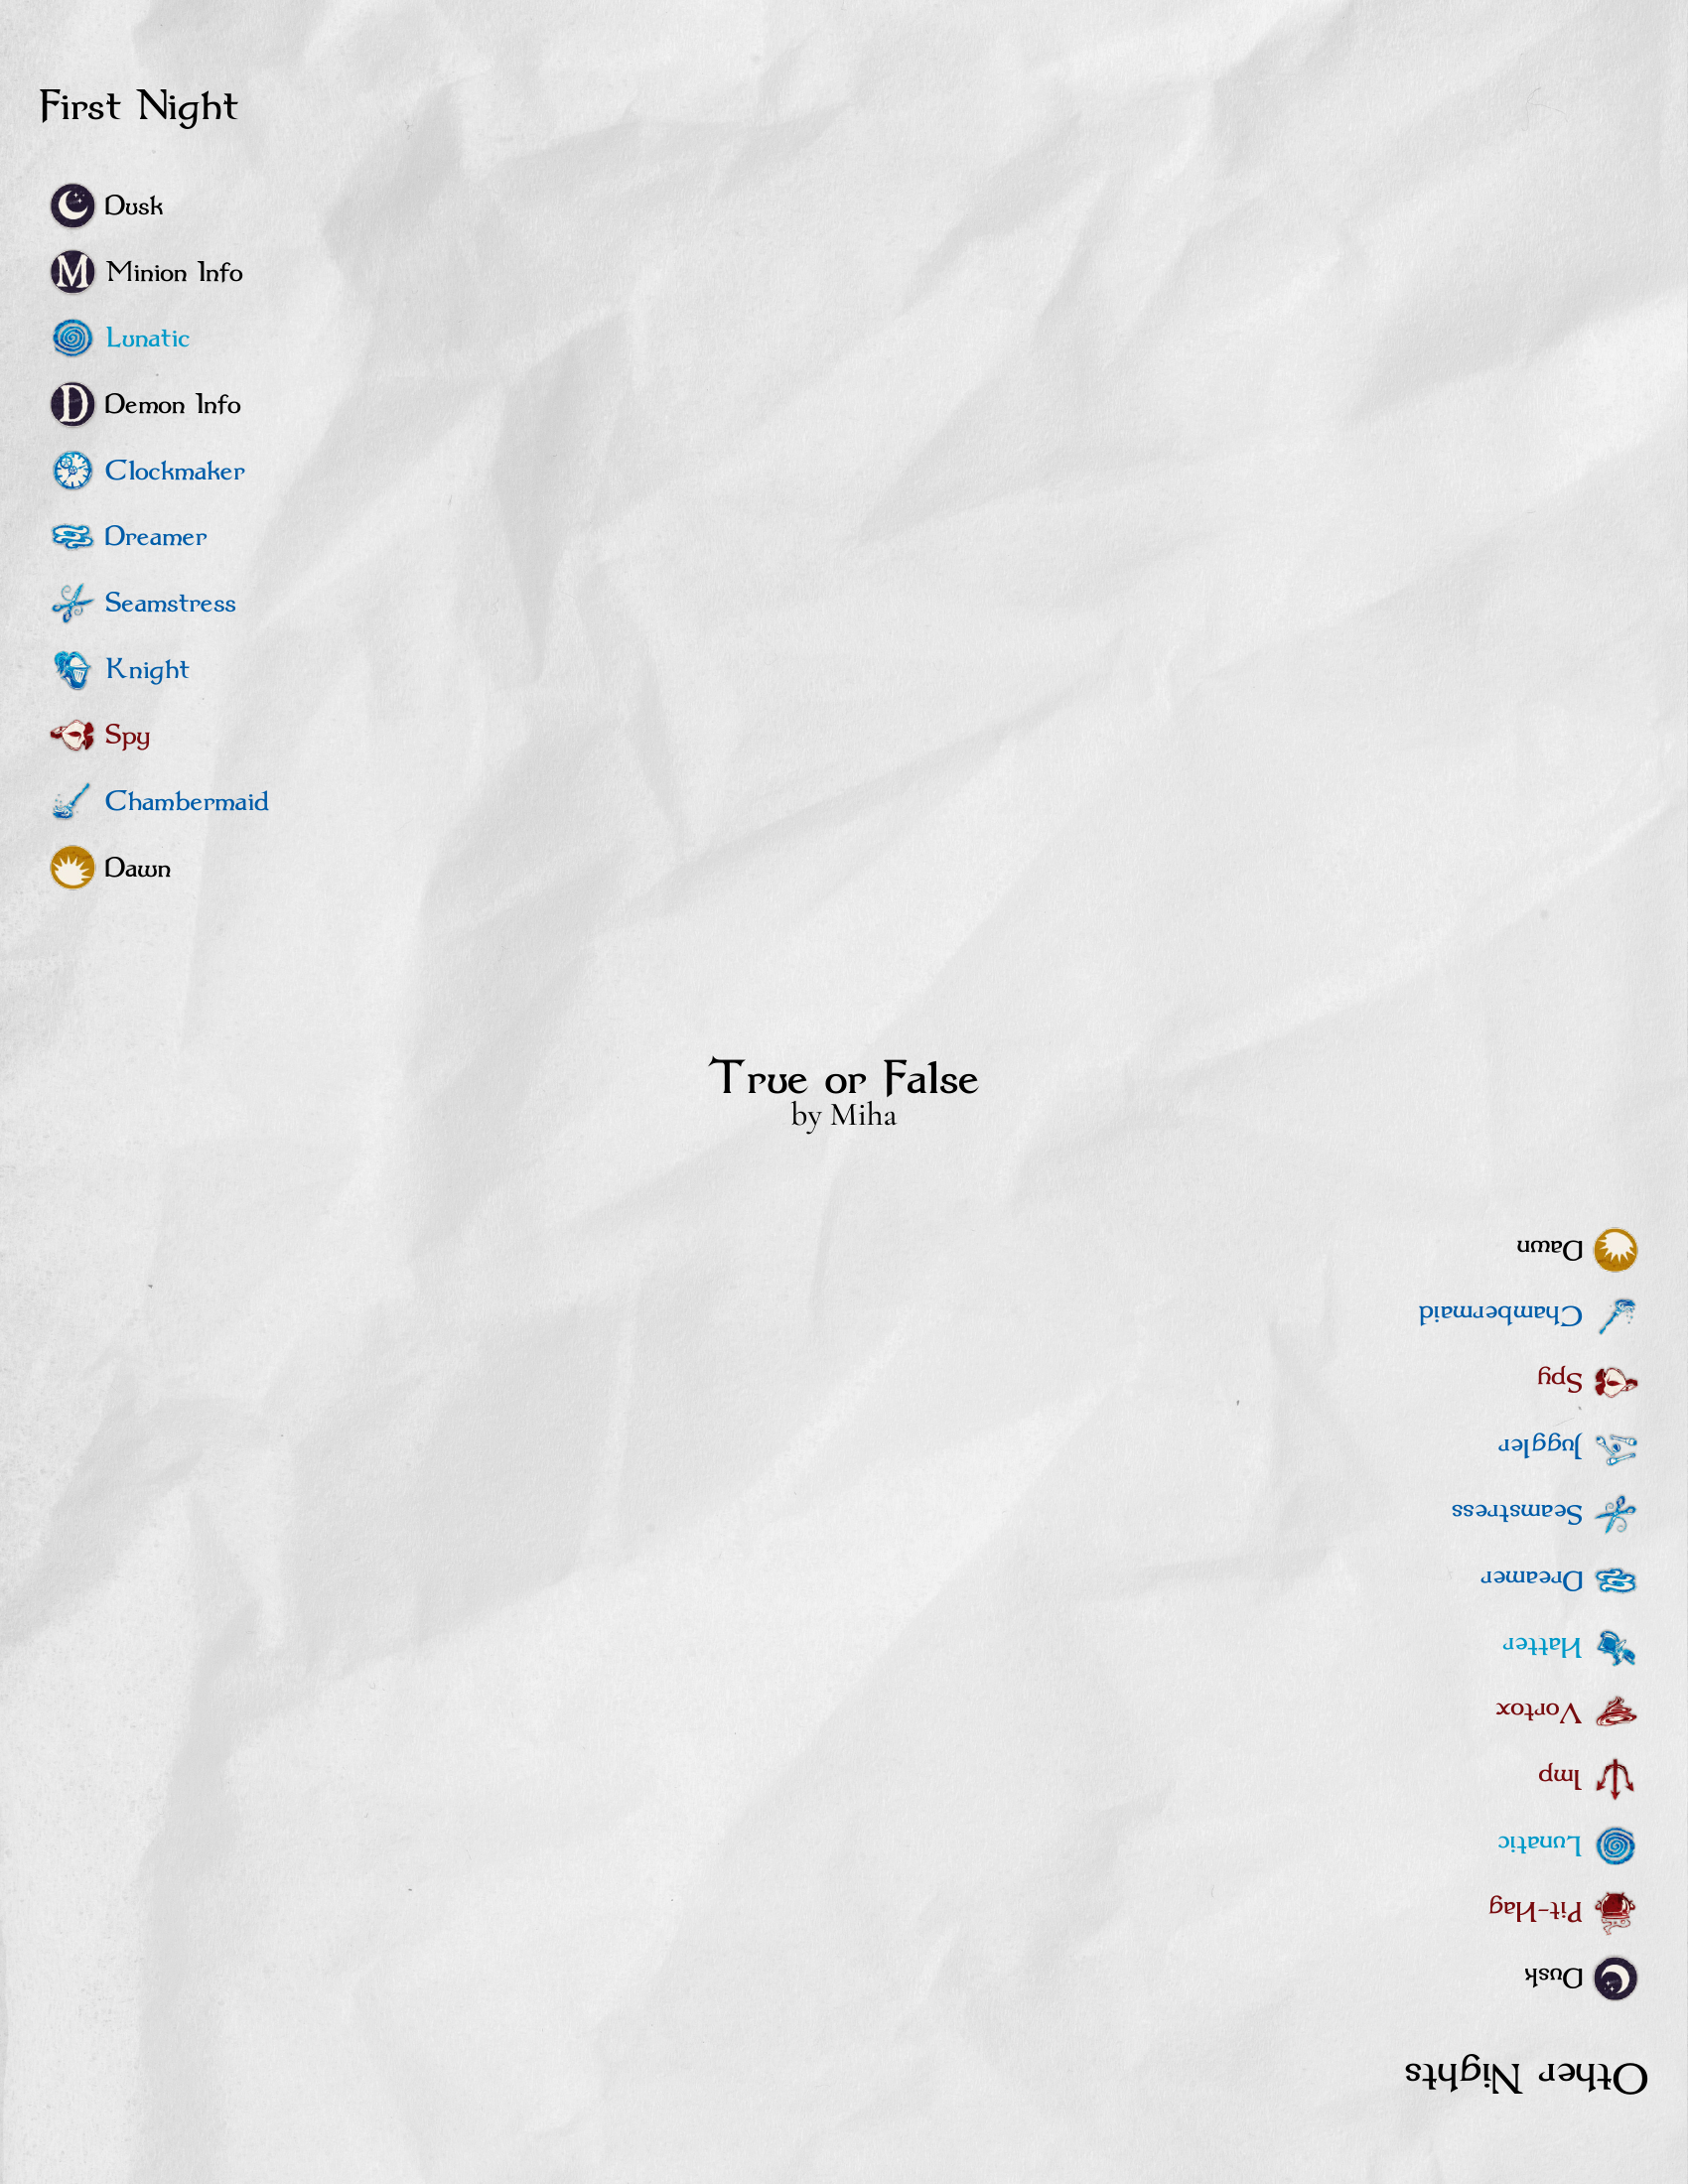 First Night
Dusk
Minion Info
Lunatic
Demon Info
Clockmaker
Dreamer
Seamstress
Knight
Spy
Chambermaid
Dawn
True or False
by Miha
Other Nights
Dusk
Pit-Hag
Lunatic
Imp
Vortox
Hatter
Dreamer
Seamstress
Juggler
Spy
Chambermaid
Dawn